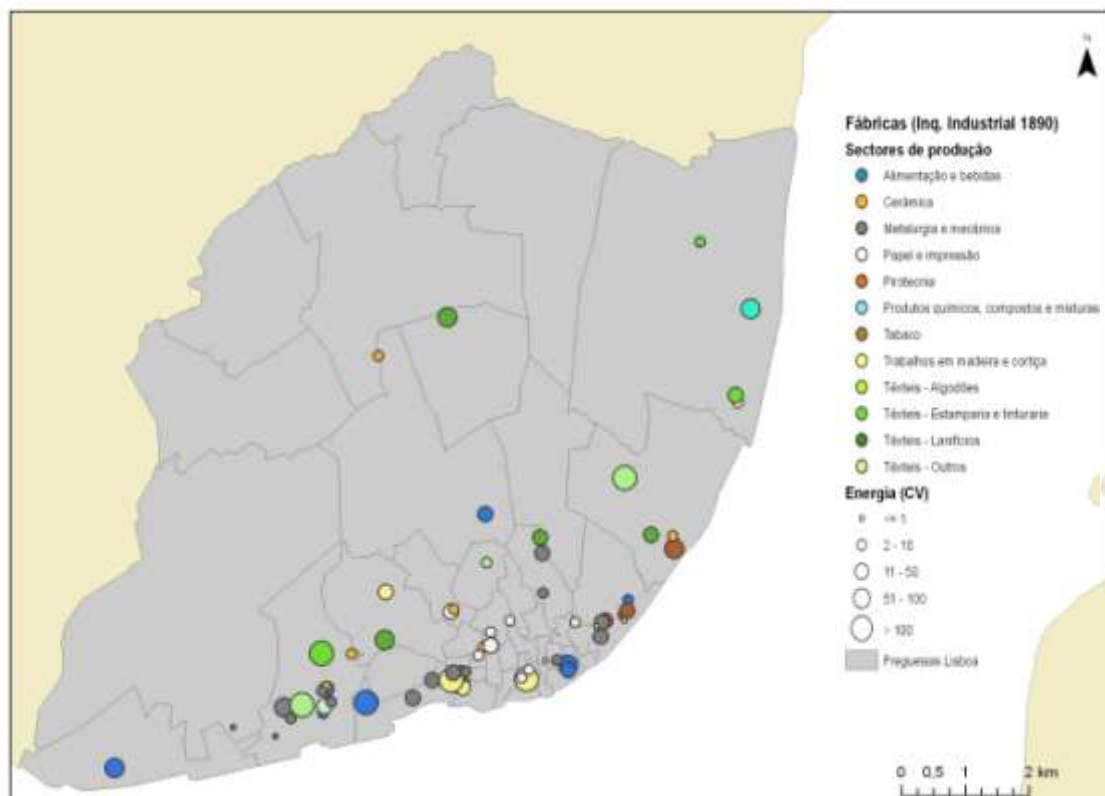 N
Fábricas (Inq. Industrial 1890)
Sectores de produção
Alimentação e bebidas
Cerâmica
Metalurgia e mecânica
Papel e impressão
Pirotecnia
Produtos químicos, compostos e misturas
Tabaco
Trabalhos em madeira e cortiça
Têxteis - Algodões
Têxteis - Estamparia e tinturaria
Têxteis - Lanifícios
Têxteis - Outros
Energia (CV)
<= 1
2 - 10
11 - 50
51 - 100
> 100
Freguesias Lisboa
0 0,5 1 2 km